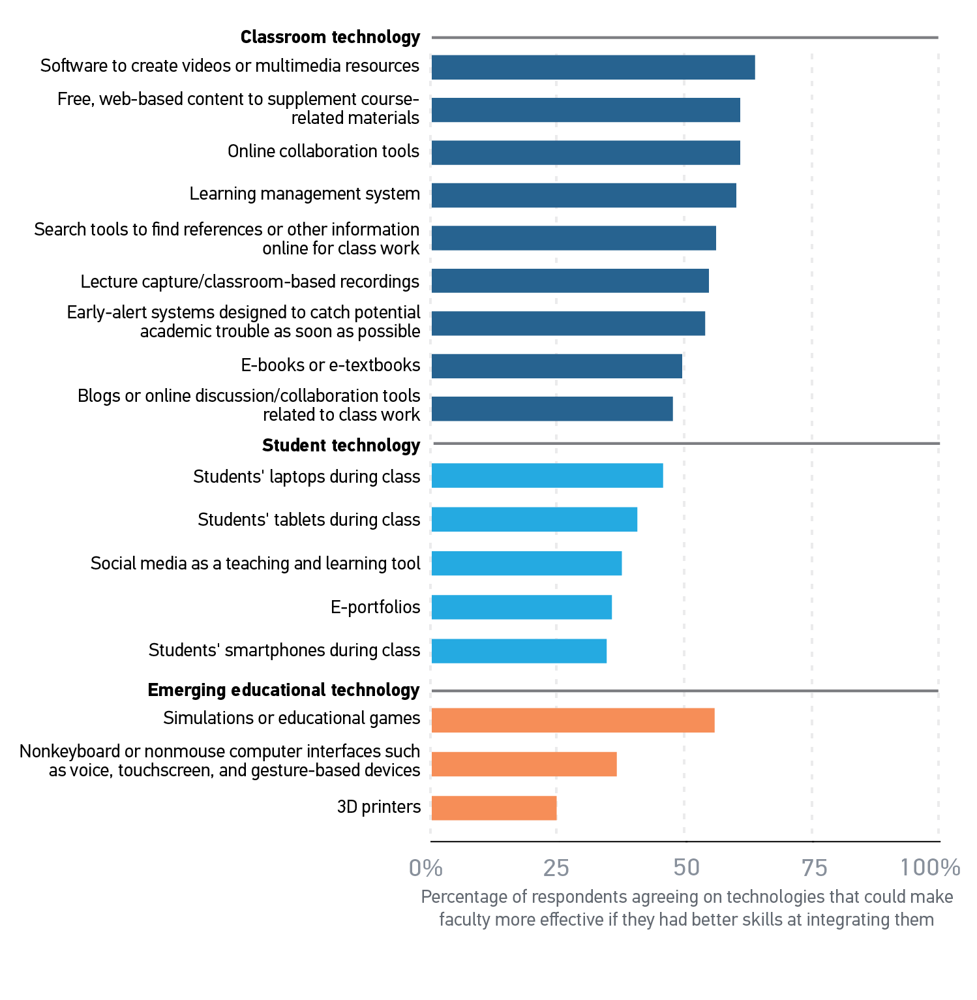 Classroom technology
Software to create videos or multimedia resources
Free, web-based content to supplement course-
related materials
Online collaboration tools
Learning management system
Search tools to find references or other information
online for class work
Lecture capture/classroom-based recordings
Early-alert systems designed to catch potential
academic trouble as soon as possible
E-books or e-textbooks
Blogs or online discussion/collaboration tools
related to class work
Student technology
Students' laptops during class
Students' tablets during class
Social media as a teaching and learning tool
E-portfolios
Students' smartphones during class
Emerging educational technology
Simulations or educational games
Nonkeyboard or nonmouse computer interfaces such
as voice, touchscreen, and gesture-based devices
3D printers
0% 25 50 75 100%
Percentage of respondents agreeing on technologies that could make
faculty more effective if they had better skills at integrating them